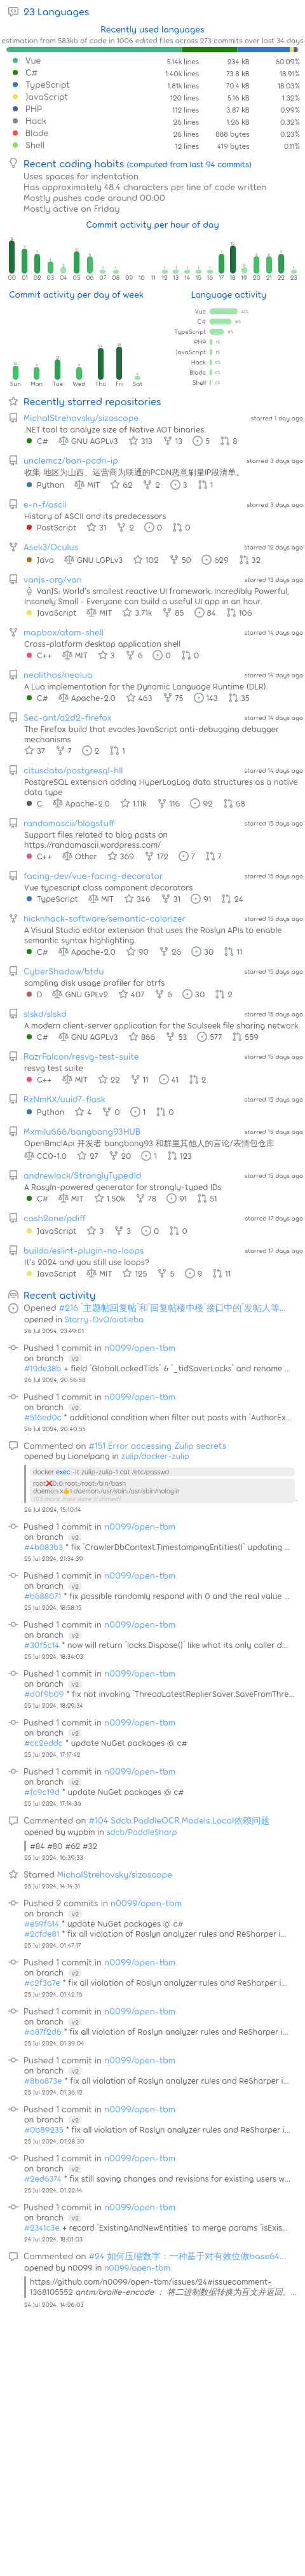 23 Languages
Recently used languages
estimation from 583kb of code in 1006 edited files across 273 commits over last 34 days
Vue 5.14k lines 234 kB 60.09%
C# 1.40k lines 73.8 kB 18.91%
TypeScript 1.81k lines 70.4 kB 18.03%
JavaScript 120 lines 5.16 kB 1.32%
PHP 112 lines 3.87 kB 0.99%
Hack 26 lines 1.26 kB 0.32%
Blade 26 lines 888 bytes 0.23%
Shell 12 lines 419 bytes 0.11%
Recent coding habits (computed from last 94 commits)
Uses spaces for indentation
Has approximately 48.4 characters per line of code written
Mostly pushes code around 00:00
Mostly active on Friday
Commit activity per hour of day
00 01 02 03 04 05 06 07 08 09 10 11 12 13 14 15 16 17 18 19 20 21 22 23
Commit activity per day of week
Sun Mon Tue Wed Thu Fri Sat
Language activity
Vue
C#
TypeScript
PHP
JavaScript
Hack
Blade
Shell
Recently starred repositories
MichalStrehovsky/sizoscope starred 1 day ago
.NET tool to analyze size of Native AOT binaries.
C# GNU AGPLv3 313 13 5 8
unclemcz/ban-pcdn-ip starred 3 days ago
收集 地区为山西、运营商为联通的PCDN恶意刷量IP段清单。
Python MIT 62 2 3 1
e-n-f/ascii starred 3 days ago
History of ASCII and its predecessors
PostScript 31 2 0 0
Asek3/Oculus starred 12 days ago
Java GNU LGPLv3 102 50 629 32
vanjs-org/van starred 13 days ago
🍦 VanJS: World's smallest reactive UI framework. Incredibly Powerful,
Insanely Small - Everyone can build a useful UI app in an hour.
JavaScript MIT 3.71k 85 84 106
mapbox/atom-shell starred 14 days ago
Cross-platform desktop application shell
C++ MIT 3 6 0 0
neolithos/neolua starred 14 days ago
A Lua implementation for the Dynamic Language Runtime (DLR).
C# Apache-2.0 463 75 143 35
Sec-ant/a2d2-firefox starred 14 days ago
The Firefox build that evades JavaScript anti-debugging debugger
mechanisms
37 7 2 1
citusdata/postgresql-hll starred 14 days ago
PostgreSQL extension adding HyperLogLog data structures as a native
data type
C Apache-2.0 1.11k 116 92 68
randomascii/blogstuff starred 15 days ago
Support files related to blog posts on
https://randomascii.wordpress.com/
C++ Other 369 172 7 7
facing-dev/vue-facing-decorator starred 15 days ago
Vue typescript class component decorators
TypeScript MIT 346 31 91 24
hicknhack-software/semantic-colorizer starred 15 days ago
A Visual Studio editor extension that uses the Roslyn APIs to enable
semantic syntax highlighting.
C# Apache-2.0 90 26 30 11
CyberShadow/btdu starred 15 days ago
sampling disk usage profiler for btrfs
D GNU GPLv2 407 6 30 2
slskd/slskd starred 15 days ago
A modern client-server application for the Soulseek file sharing network.
C# GNU AGPLv3 866 53 577 559
RazrFalcon/resvg-test-suite starred 15 days ago
resvg test suite
C++ MIT 22 11 41 2
RzNmKX/uuid7-flask starred 15 days ago
Python 4 0 1 0
Mxmilu666/bangbang93HUB starred 15 days ago
OpenBmclApi 开发者 bangbang93 和群里其他人的言论/表情包仓库
CC0-1.0 27 20 1 123
andrewlock/StronglyTypedId starred 15 days ago
A Rosyln-powered generator for strongly-typed IDs
C# MIT 1.50k 78 91 51
cash2one/pdiff starred 17 days ago
JavaScript 3 3 0 0
buildo/eslint-plugin-no-loops starred 17 days ago
It's 2024 and you still use loops?
JavaScript MIT 125 5 9 11
Recent activity
Opened #216 `主题帖回复帖`和`回复帖楼中楼`接口中的`发帖人等...
opened in Starry-OvO/aiotieba
26 Jul 2024, 23:49:01
Pushed 1 commit in n0099/open-tbm
on branch v2
#19de38b + field `GlobalLockedTids` & `_tidSaverLocks` and rename ...
26 Jul 2024, 20:56:58
Pushed 1 commit in n0099/open-tbm
on branch v2
#516ed0c * additional condition when filter out posts with `AuthorEx...
26 Jul 2024, 20:40:55
Commented on #151 Error accessing Zulip secrets
opened by Lionelpang in zulip/docker-zulip
docker exec -it zulip-zulip-1 cat /etc/passwd
root❌0:0:root:/root:/bin/bash
daemon:x👍1:daemon:/usr/sbin:/usr/sbin/nologin
26 Jul 2024, 15:10:14
Pushed 1 commit in n0099/open-tbm
on branch v2
#4b083b3 * fix `CrawlerDbContext.TimestampingEntities()` updating ...
25 Jul 2024, 21:34:39
Pushed 1 commit in n0099/open-tbm
on branch v2
#b688071 * fix possible randomly respond with 0 and the real value ...
25 Jul 2024, 18:58:15
Pushed 1 commit in n0099/open-tbm
on branch v2
#30f5c14 * now will return `locks.Dispose()` like what its only caller d...
25 Jul 2024, 18:34:03
Pushed 1 commit in n0099/open-tbm
on branch v2
#d0f9b09 * fix not invoking `ThreadLatestReplierSaver.SaveFromThre...
25 Jul 2024, 18:29:34
Pushed 1 commit in n0099/open-tbm
on branch v2
#cc2eddc * update NuGet packages @ c#
25 Jul 2024, 17:17:42
Pushed 1 commit in n0099/open-tbm
on branch v2
#fc9c19d * update NuGet packages @ c#
25 Jul 2024, 17:14:36
Commented on #104 Sdcb.PaddleOCR.Models.Local依赖问题
opened by wypbin in sdcb/PaddleSharp
#84 #80 #62 #32
25 Jul 2024, 16:39:33
Starred MichalStrehovsky/sizoscope
25 Jul 2024, 14:14:31
Pushed 2 commits in n0099/open-tbm
on branch v2
#e59f614 * update NuGet packages @ c#
#2cfde81 * fix all violation of Roslyn analyzer rules and ReSharper i...
25 Jul 2024, 01:47:17
Pushed 1 commit in n0099/open-tbm
on branch v2
#c2f3a7e * fix all violation of Roslyn analyzer rules and ReSharper i...
25 Jul 2024, 01:42:16
Pushed 1 commit in n0099/open-tbm
on branch v2
#a87f2d6 * fix all violation of Roslyn analyzer rules and ReSharper i...
25 Jul 2024, 01:39:04
Pushed 1 commit in n0099/open-tbm
on branch v2
#8ba873e * fix all violation of Roslyn analyzer rules and ReSharper i...
25 Jul 2024, 01:36:12
Pushed 1 commit in n0099/open-tbm
on branch v2
#0b89235 * fix all violation of Roslyn analyzer rules and ReSharper i...
25 Jul 2024, 01:28:30
Pushed 1 commit in n0099/open-tbm
on branch v2
#2ed6374 * fix still saving changes and revisions for existing users w...
25 Jul 2024, 01:22:14
Pushed 1 commit in n0099/open-tbm
on branch v2
#2341c3e + record `ExistingAndNewEntities` to merge params `isExis...
24 Jul 2024, 18:01:03
Commented on #24 如何压缩数字：一种基于对有效位做base64...
opened by n0099 in n0099/open-tbm
https://github.com/n0099/open-tbm/issues/24#issuecomment-
1368105552 qntm/braille-encode ： 将二进制数据转换为盲文并返回。...
24 Jul 2024, 14:26:03